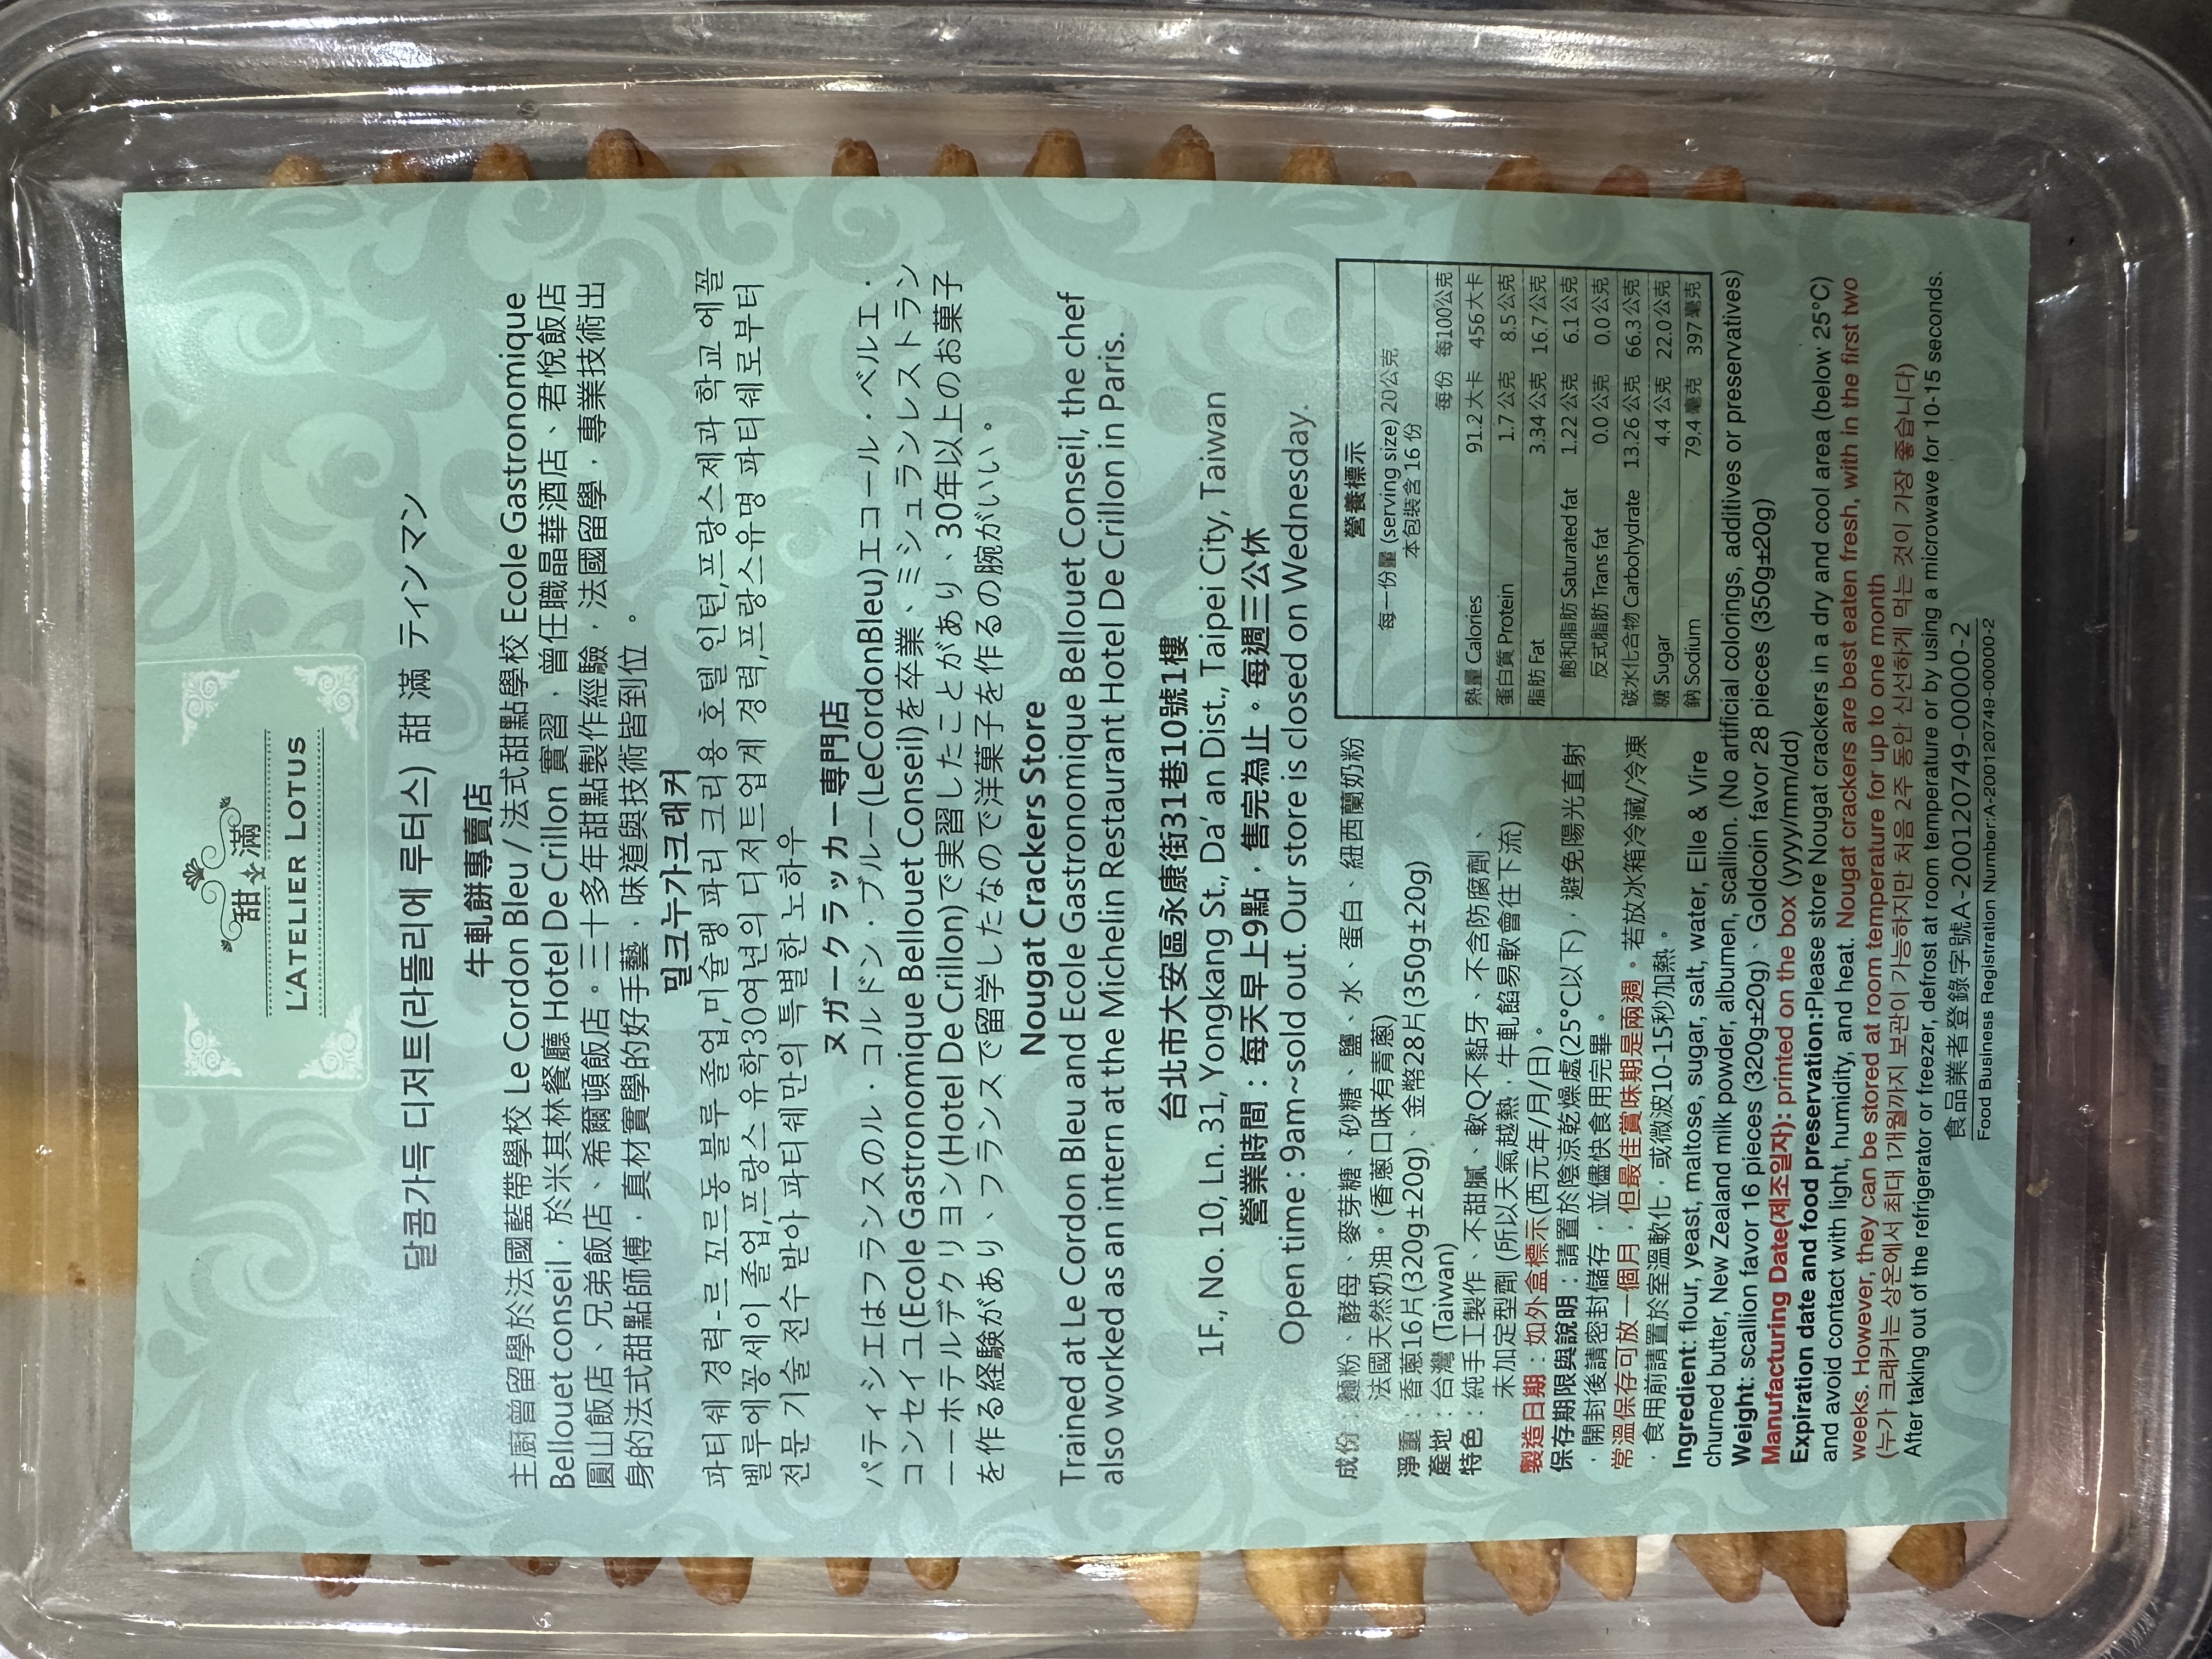 甜滿
L'ATELIER LOTUS
달콤가득 디저트(라뜰리에 루터스) 甜 滿 ティンマン
牛軋餅專賣店
主廚曾留學於法國藍帶學校 Le Cordon Bleu / 法式甜點學校 Ecole Gastronomique
Bellouet conseil，於米其林餐廳 Hotel De Crillon 實習，曾任職晶華酒店、君悅飯店
圓山飯店、兄弟飯店、希爾頓飯店。三十多年甜點製作經驗，法國留學，專業技術出
身的法式甜點師傅，真材實學的好手藝，味道與技術皆到位。
밀크누가크래커
파티쉐 경력-르 꼬르동 블루 졸업,미슐랭 파리 크리용 호텔 인턴,프랑스제과 학교 에꼴
벨루에꽁세이 졸업,프랑스 유학30여년의 디저트업계 경력,프랑스유명 파티쉐로부터
전문 기술 전수 받아 파티쉐만의 특별한 노하우
ヌガークラッカー専門店
パティシエはフランスのル・コルドン・ブルー(LeCordonBleu)エコール・ベルエ・
コンセイユ(Ecole Gastronomique Bellouet Conseil)を卒業、ミシュランレストラン
ーーホテルデクリヨン(Hotel De Crillon)で実習したことがあり、30年以上のお菓子
を作る経験があり、フランスで留学したなので洋菓子を作るの腕がいい。
Nougat Crackers Store
Trained at Le Cordon Bleu and Ecole Gastronomique Bellouet Conseil, the chef
also worked as an intern at the Michelin Restaurant Hotel De Crillon in Paris.
台北市大安區永康街31巷10號1樓
1F., No. 10, Ln. 31, Yongkang St., Da'an Dist., Taipei City, Taiwan
營業時間：每天早上9點，售完為止。每週三公休
Open time : 9am~sold out. Our store is closed on Wednesday.
成份：麵粉、酵母、麥芽糖、砂糖、鹽、水、蛋白、紐西蘭奶粉
法國天然奶油。(香蔥口味有青蔥)
淨重：香蔥16片(320g±20g)、金幣28片(350g±20g)
產地：台灣 (Taiwan)
特色：純手工製作、不甜膩、軟Q不黏牙、不含防腐劑、
未加定型劑 (所以天氣越熱，牛軋餡易軟會往下流)
製造日期：如外盒標示(西元年/月/日)。
保存期限與說明：請置於陰涼乾燥處(25°C以下)，避免陽光直射
，開封後請密封儲存，並儘快食用完畢。
常溫保存可放一個月，但最佳賞味期是兩週。若放冰箱冷藏/冷凍
，食用前請置於室溫軟化，或微波10-15秒加熱。
營養標示
每一份量 (serving size) 20公克
本包裝含 16 份
每份 每100公克
熱量 Calories 91.2 大卡 456 大卡
蛋白質 Protein 1.7 公克 8.5 公克
脂肪 Fat 3.34 公克 16.7 公克
飽和脂肪 Saturated fat 1.22 公克 6.1 公克
反式脂肪 Trans fat 0.0 公克 0.0 公克
碳水化合物 Carbohydrate 13.26 公克 66.3 公克
糖 Sugar 4.4 公克 22.0 公克
鈉 Sodium 79.4 毫克 397 毫克
Ingredient: flour, yeast, maltose, sugar, salt, water, Elle & Vire
churned butter, New Zealand milk powder, albumen, scallion. (No artificial colorings, additives or preservatives)
Weight: scallion favor 16 pieces (320g±20g)、Goldcoin favor 28 pieces (350g±20g)
Manufacturing Date(제조일자): printed on the box (yyyy/mm/dd)
Expiration date and food preservation:Please store Nougat crackers in a dry and cool area (below 25°C)
and avoid contact with light, humidity, and heat. Nougat crackers are best eaten fresh, with in the first two
weeks. However, they can be stored at room temperature for up to one month
(누가 크래커는 상온에서 최대 1개월까지 보관이 가능하지만 처음 2주 동안 신선하게 먹는 것이 가장 좋습니다)
After taking out of the refrigerator or freezer, defrost at room temperature or by using a microwave for 10-15 seconds.
食品業者登錄字號A-200120749-00000-2
Food Business Registration Number:A-200120749-00000-2